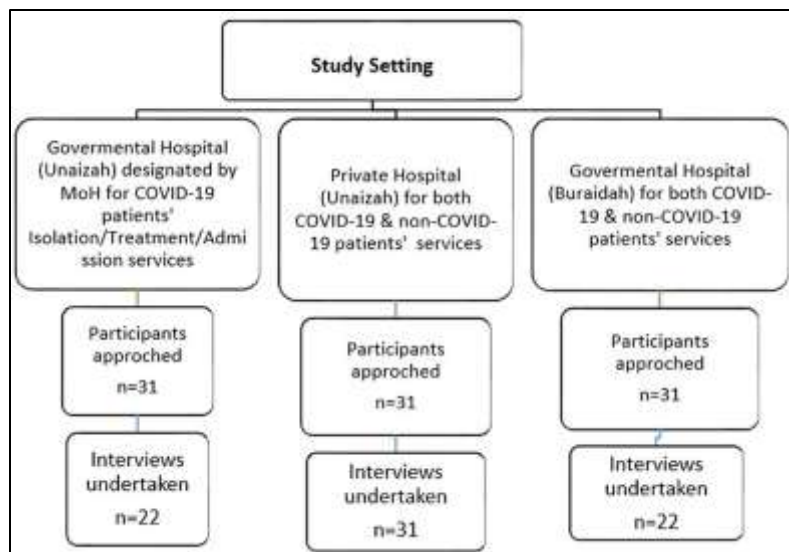 Study Setting
Govermental Hospital
(Unaizah) designated by
MoH for COVID-19
patients'
Isolation/Treatment/Admi
ssion services
Participants
approched
n=31
Interviews
undertaken
n=22
Private Hospital
(Unaizah) for both
COVID-19 & non-COVID-
19 patients' services
Participants
approched
n=31
Interviews
undertaken
n=31
Govermental Hospital
(Buraidah) for both COVID-
19 & non-COVID-19
patients' services
Participants
approched
n=31
Interviews
undertaken
n=22